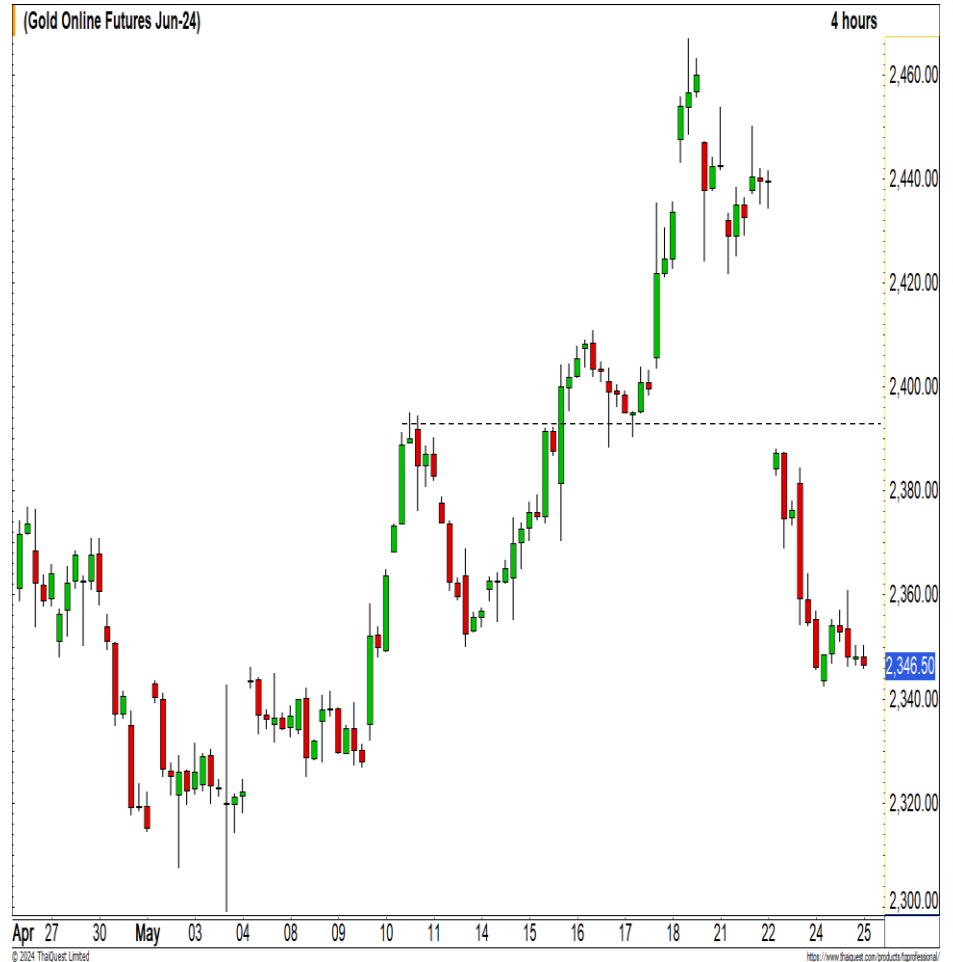 (Gold Online Futures Jun-24)
4 hours
2,460.00
2,440.00
2,420.00
2,400.00
2,380.00
2,360.00
2,346.50
2,340.00
2,320.00
2,300.00
Apr 27 30 May 03 04 08 09 10 11 14 15 16 17 18 21 22 24 25
© 2024 ThaiQuest Limited
https://www.thaiquest.com/products/fqprofessional/